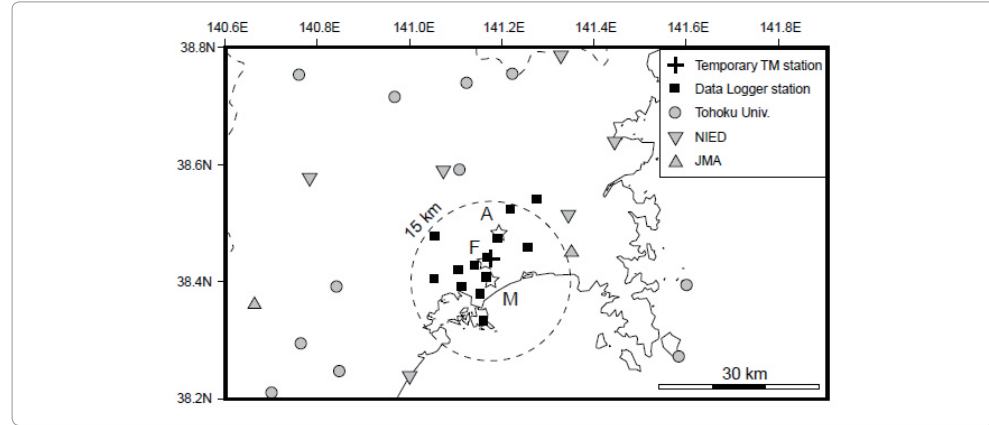 140.6E 140.8E 141.0E 141.2E 141.4E 141.6E 141.8E
38.8N
Temporary TM station
Data Logger station
Tohoku Univ.
NIED
JMA
38.6N
15 km
A
F
38.4N
M
30 km
38.2N